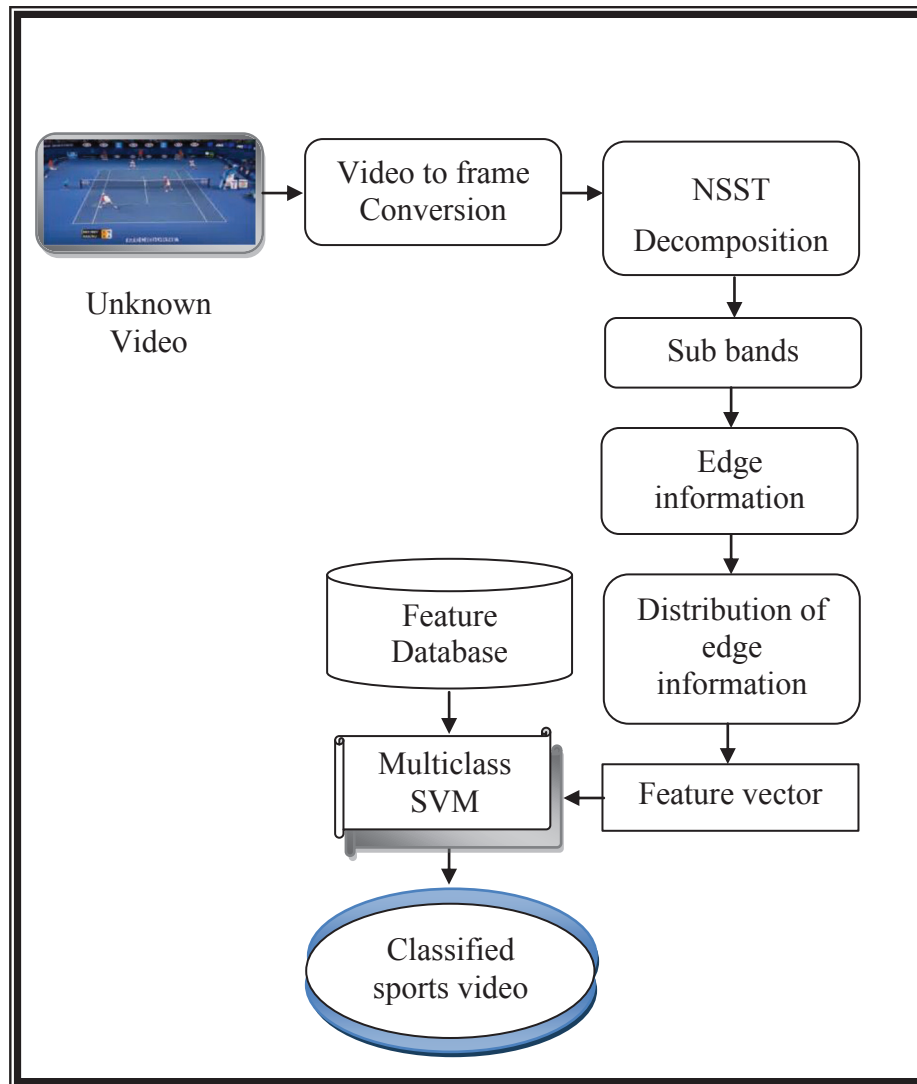 Unknown
Video
Video to frame
Conversion
NSST
Decomposition
Sub bands
Edge
information
Distribution of
edge
information
Feature vector
Feature
Database
Multiclass
SVM
Classified
sports video